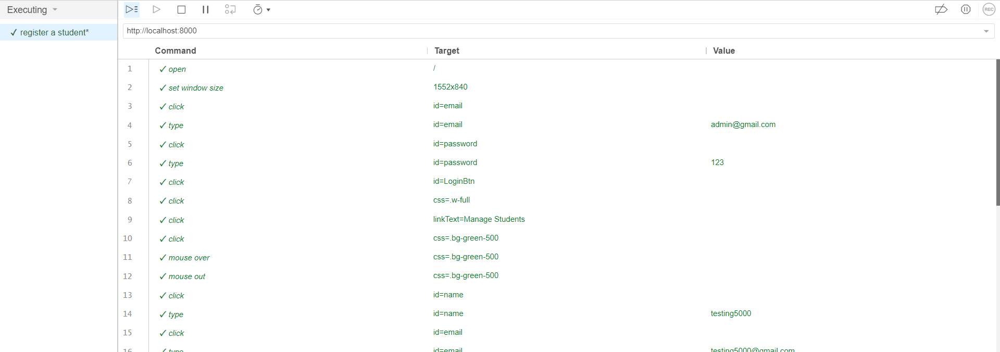 Executing
REC
✓ register a student*
http://localhost:8000
Command Target Value
1 ✓ open /
2 ✓ set window size 1552x840
3 ✓ click id=email
4 ✓ type id=email admin@gmail.com
5 ✓ click id=password
6 ✓ type id=password 123
7 ✓ click id=LoginBtn
8 ✓ click css=.w-full
9 ✓ click linkText=Manage Students
10 ✓ click css=.bg-green-500
11 ✓ mouse over css=.bg-green-500
12 ✓ mouse out css=.bg-green-500
13 ✓ click id=name
14 ✓ type id=name testing5000
15 ✓ click id=email
16 ✓ type id=email testing5000@gmail.com